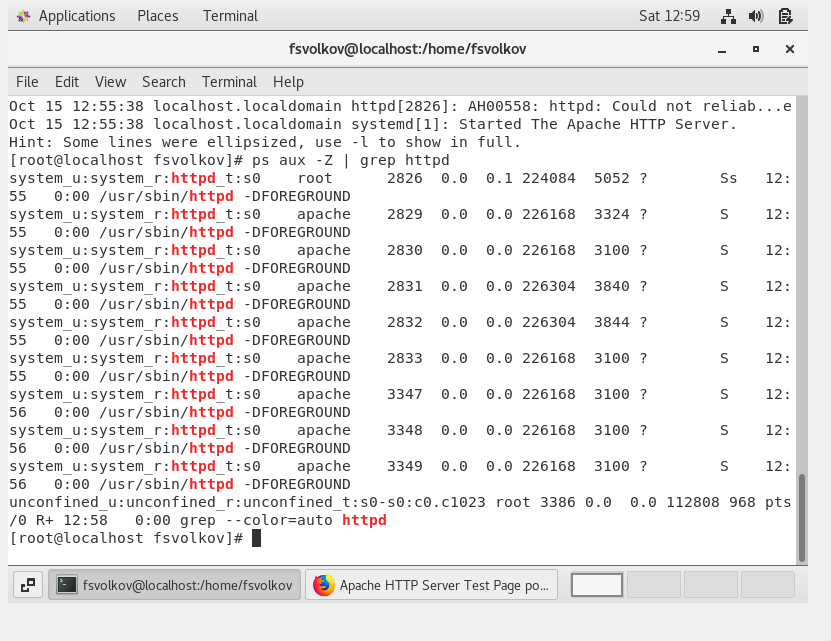 Applications Places Terminal Sat 12:59
fsvolkov@localhost:/home/fsvolkov
File Edit View Search Terminal Help
Oct 15 12:55:38 localhost.localdomain httpd[2826]: AH00558: httpd: Could not reliab...e
Oct 15 12:55:38 localhost.localdomain systemd[1]: Started The Apache HTTP Server.
Hint: Some lines were ellipsized, use -l to show in full.
[root@localhost fsvolkov]# ps aux -Z | grep httpd
system_u:system_r:httpd_t:s0    root      2826  0.0  0.1 224084  5052 ?        Ss   12:
55   0:00 /usr/sbin/httpd -DFOREGROUND
system_u:system_r:httpd_t:s0    apache    2829  0.0  0.0 226168  3324 ?        S    12:
55   0:00 /usr/sbin/httpd -DFOREGROUND
system_u:system_r:httpd_t:s0    apache    2830  0.0  0.0 226168  3100 ?        S    12:
55   0:00 /usr/sbin/httpd -DFOREGROUND
system_u:system_r:httpd_t:s0    apache    2831  0.0  0.0 226304  3840 ?        S    12:
55   0:00 /usr/sbin/httpd -DFOREGROUND
system_u:system_r:httpd_t:s0    apache    2832  0.0  0.0 226304  3844 ?        S    12:
55   0:00 /usr/sbin/httpd -DFOREGROUND
system_u:system_r:httpd_t:s0    apache    2833  0.0  0.0 226168  3100 ?        S    12:
55   0:00 /usr/sbin/httpd -DFOREGROUND
system_u:system_r:httpd_t:s0    apache    3347  0.0  0.0 226168  3100 ?        S    12:
56   0:00 /usr/sbin/httpd -DFOREGROUND
system_u:system_r:httpd_t:s0    apache    3348  0.0  0.0 226168  3100 ?        S    12:
56   0:00 /usr/sbin/httpd -DFOREGROUND
system_u:system_r:httpd_t:s0    apache    3349  0.0  0.0 226168  3100 ?        S    12:
56   0:00 /usr/sbin/httpd -DFOREGROUND
unconfined_u:unconfined_r:unconfined_t:s0-s0:c0.c1023 root 3386 0.0  0.0 112808 968 pts
/0 R+ 12:58   0:00 grep --color=auto httpd
[root@localhost fsvolkov]#
fsvolkov@localhost:/home/fsvolkov Apache HTTP Server Test Page po...